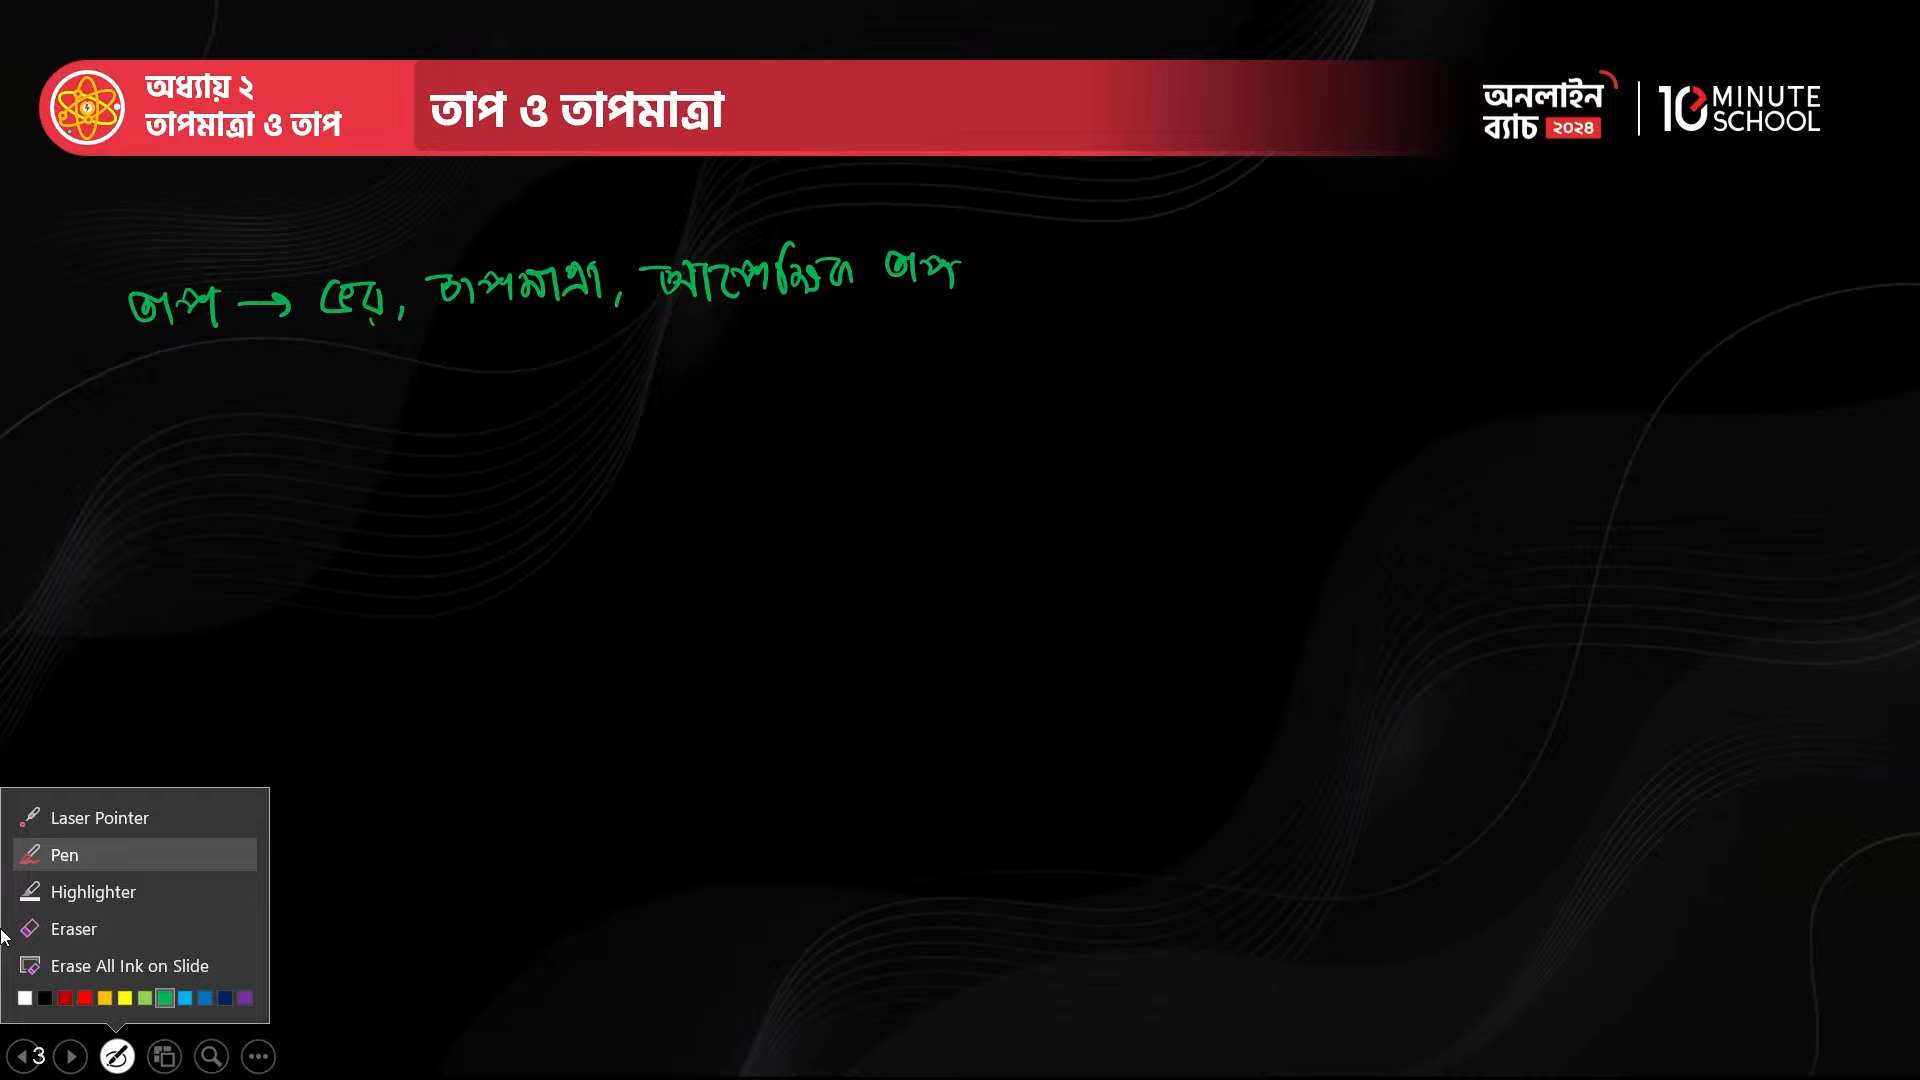 অধ্যায় ২
তাপমাত্রা ও তাপ
তাপ ও তাপমাত্রা
অনলাইন
ব্যাচ ২০২৪
10 MINUTE
SCHOOL
তাপ → ভর, তাপমাত্রা, আপেক্ষিক তাপ
Laser Pointer
Pen
Highlighter
Eraser
Erase All Ink on Slide
3